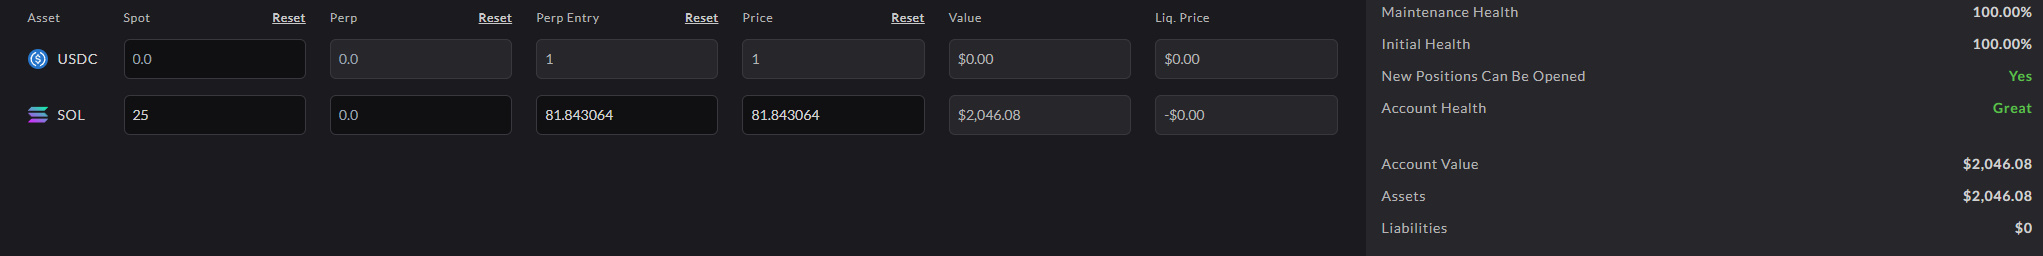 Asset Spot Reset Perp Reset Perp Entry Reset Price Reset Value Liq. Price
USDC 0.0 0.0 1 1 $0.00 $0.00
SOL 25 0.0 81.843064 81.843064 $2,046.08 -$0.00
Maintenance Health 100.00%
Initial Health 100.00%
New Positions Can Be Opened Yes
Account Health Great
Account Value $2,046.08
Assets $2,046.08
Liabilities $0